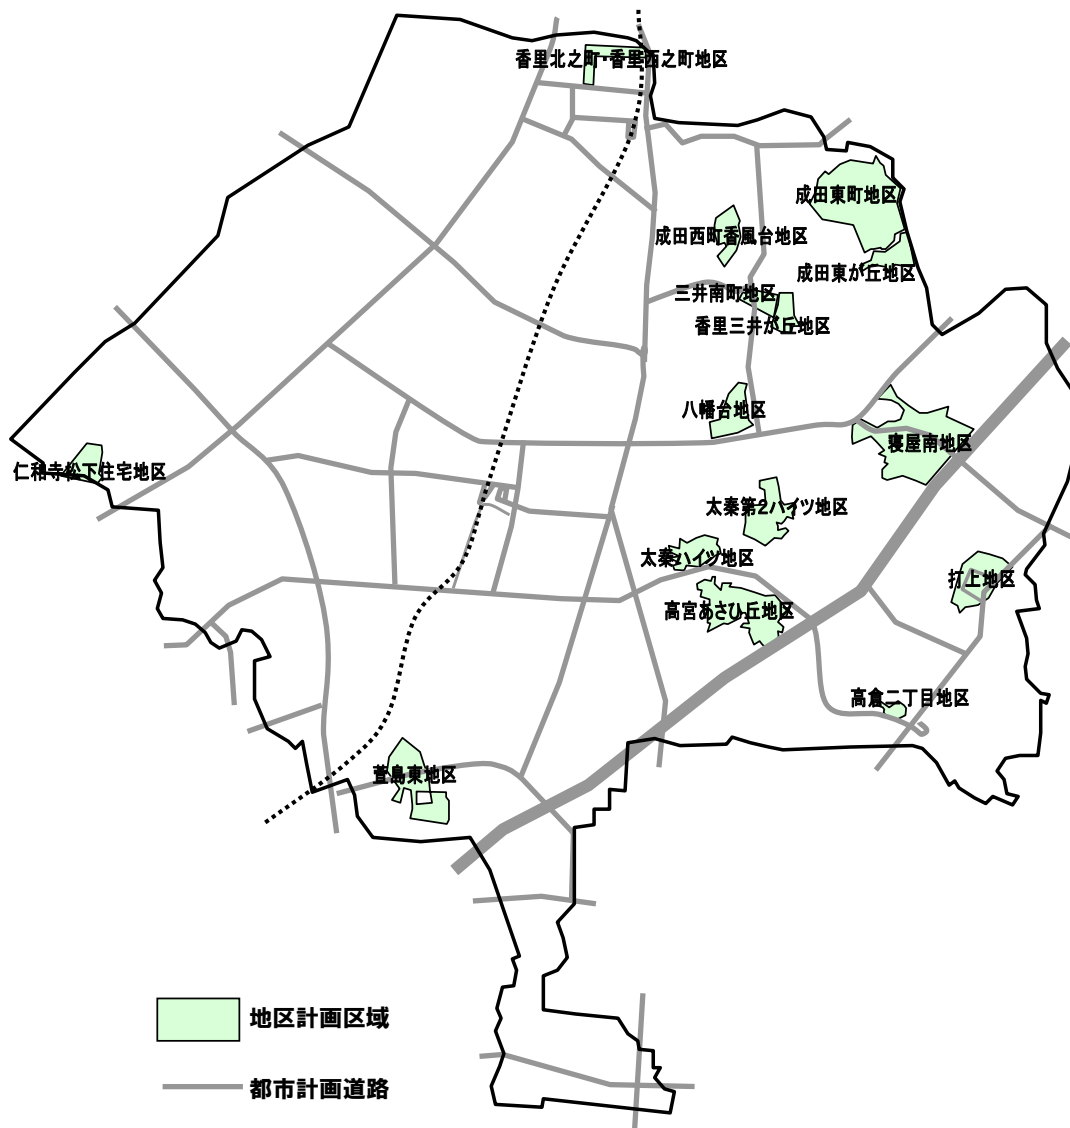 香里北之町・香里西之町地区
成田東町地区
成田西町香風台地区
成田東が丘地区
三井南町地区
香里三井が丘地区
八幡台地区
寝屋南地区
仁和寺松下住宅地区
太秦第2ハイツ地区
太秦ハイツ地区
打上地区
高宮あさひ丘地区
高倉二丁目地区
萱島東地区
地区計画区域
都市計画道路